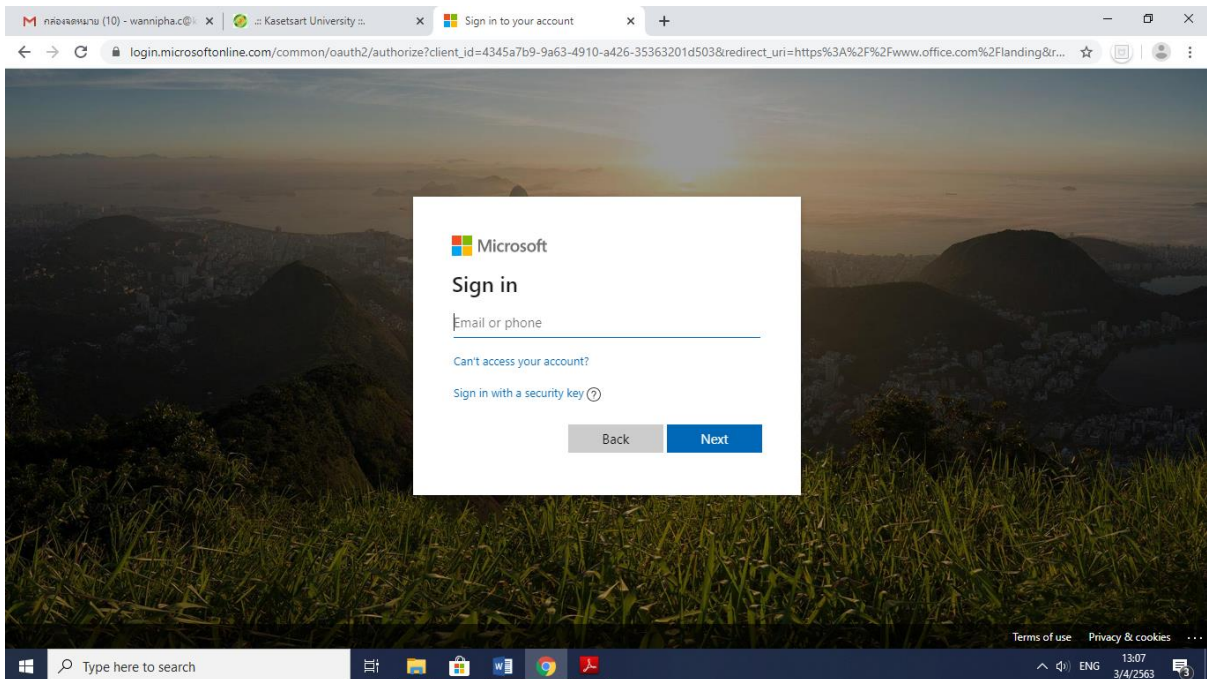 กล่องจดหมาย (10) - wannipha.c@
.:: Kasetsart University ::.
Sign in to your account
login.microsoftonline.com/common/oauth2/authorize?client_id=4345a7b9-9a63-4910-a426-35363201d503&redirect_uri=https%3A%2F%2Fwww.office.com%2Flanding&r...
Microsoft
Sign in
Email or phone
Can't access your account?
Sign in with a security key
Back Next
Terms of use Privacy & cookies ...
Type here to search
ENG
13:07
3/4/2563
3